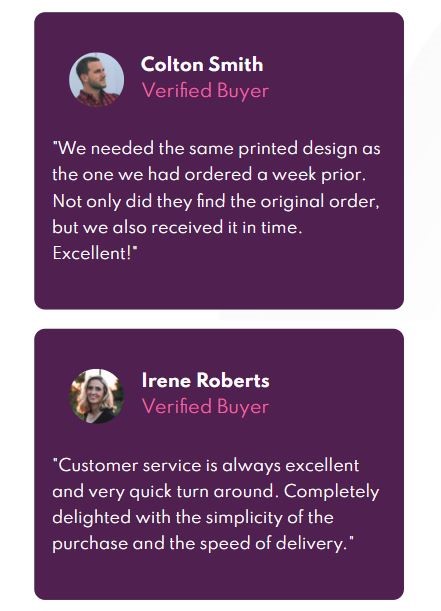 Colton Smith
Verified Buyer
"We needed the same printed design as
the one we had ordered a week prior.
Not only did they find the original order,
but we also received it in time.
Excellent!"
Irene Roberts
Verified Buyer
"Customer service is always excellent
and very quick turn around. Completely
delighted with the simplicity of the
purchase and the speed of delivery."